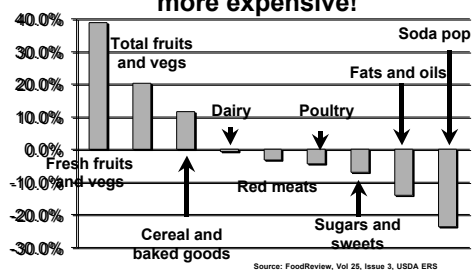 more expensive!
40.0%
30.0%
20.0%
10.0%
0.0%
-10.0%
-20.0%
-30.0%
Total fruits
and vegs
Soda pop
Fats and oils
Dairy
Poultry
Fresh fruits
and vegs
Red meats
Cereal and
baked goods
Sugars and
sweets
Source: FoodReview, Vol 25, Issue 3, USDA ERS